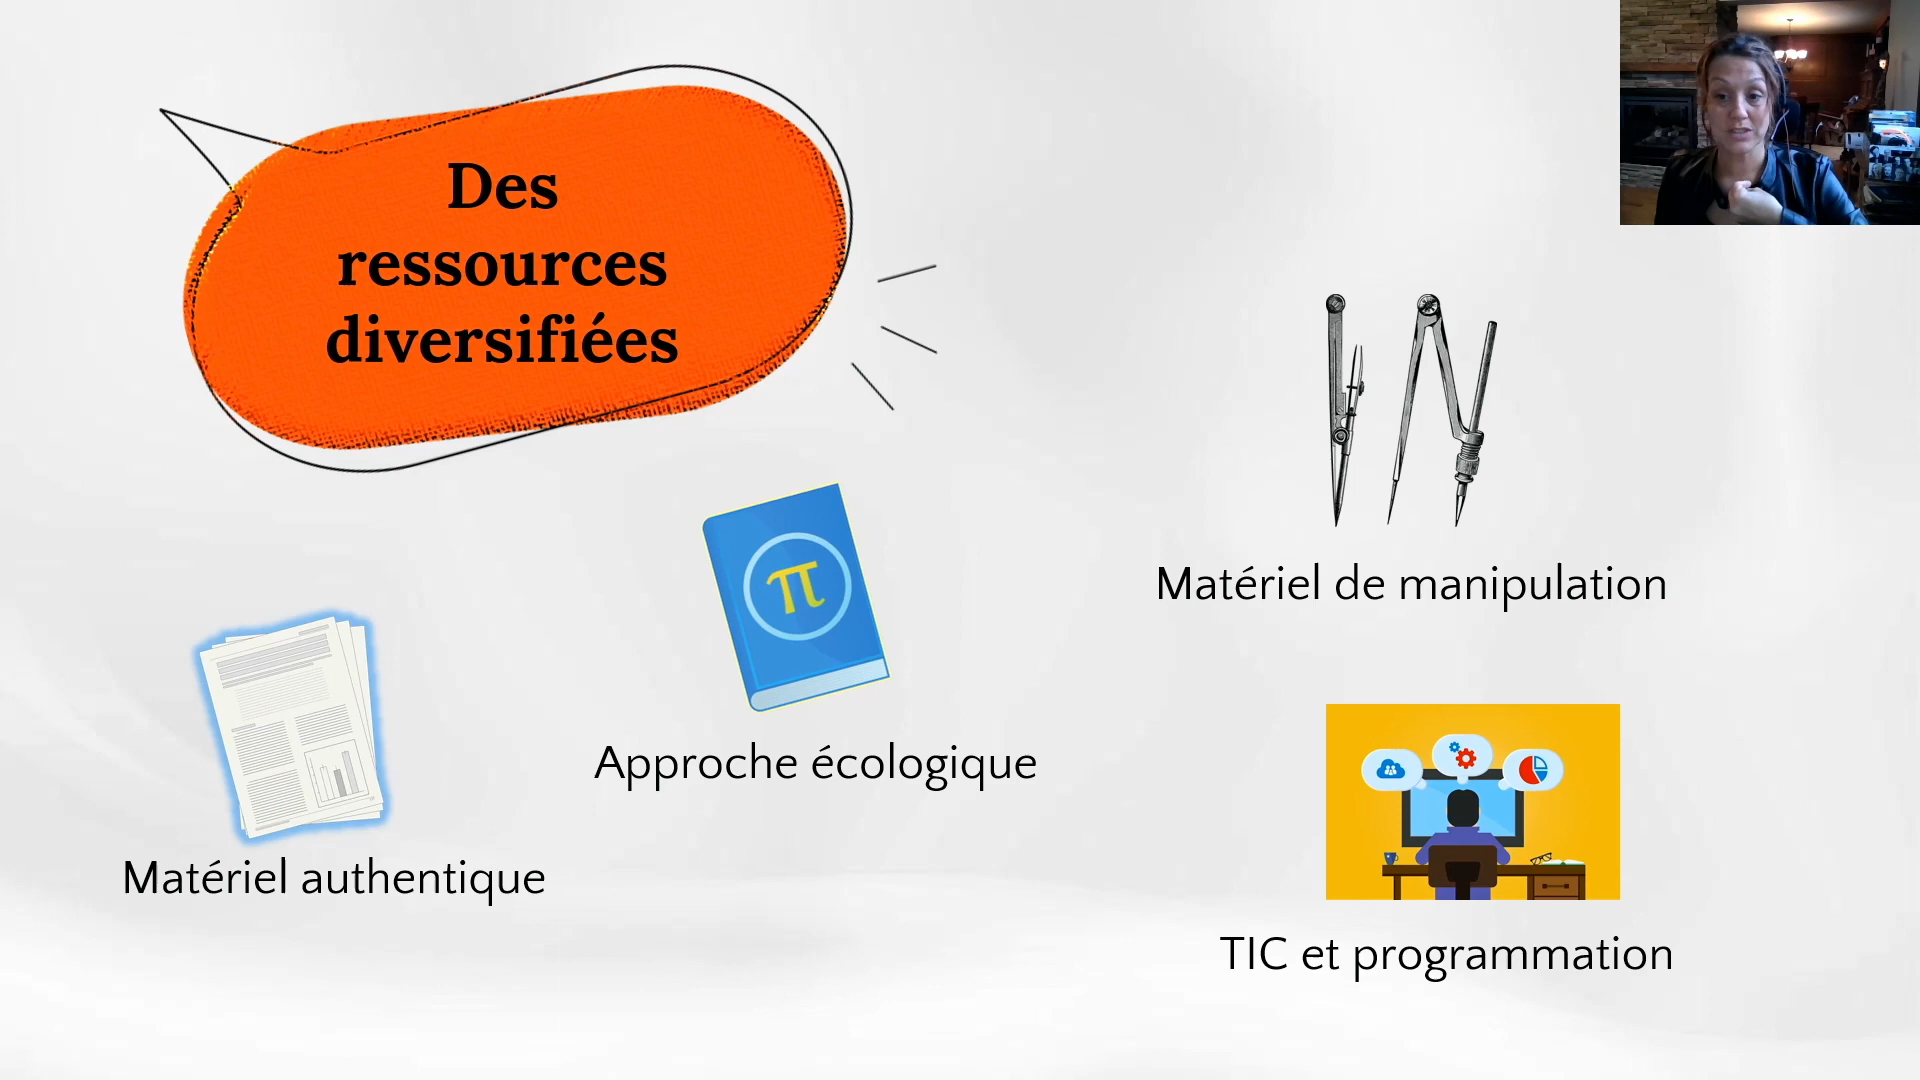 Des
ressources
diversifiées
π
Matériel de manipulation
Approche écologique
Matériel authentique
TIC et programmation